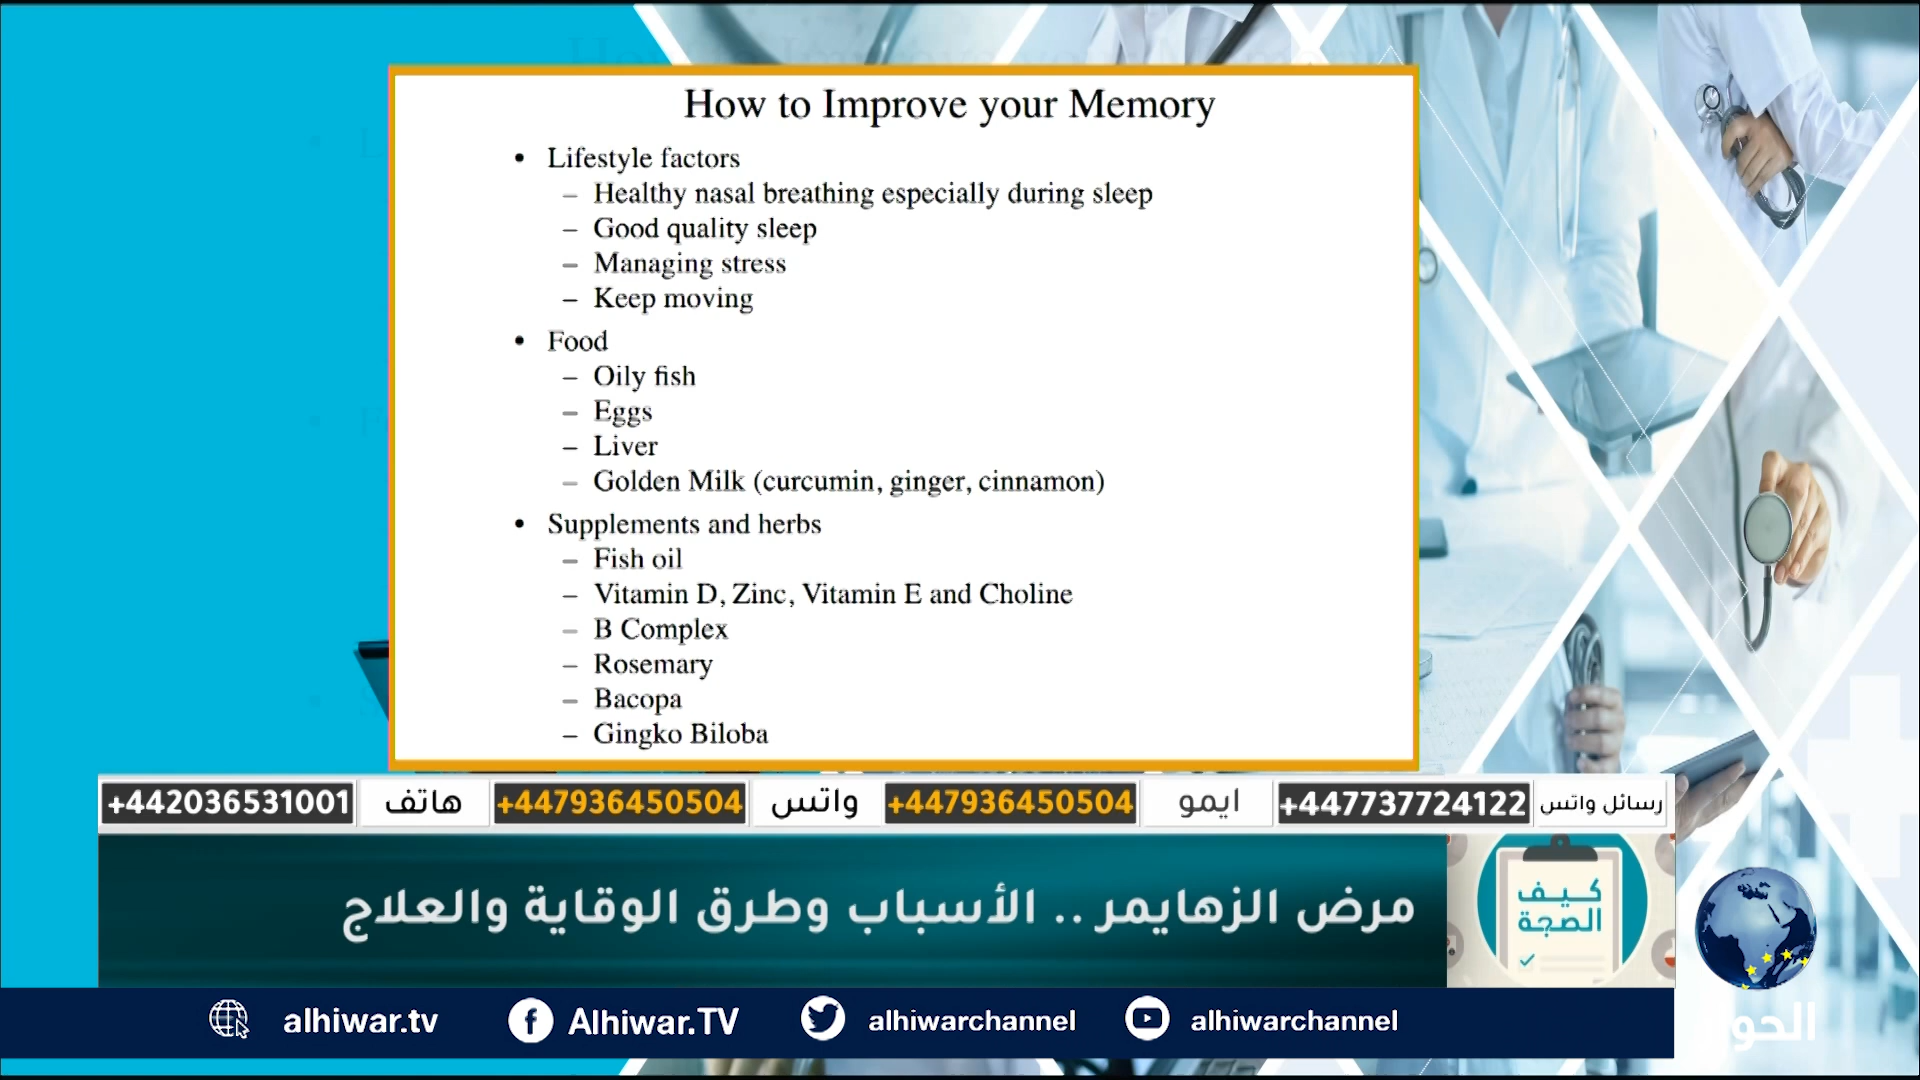 How to Improve your Memory
• Lifestyle factors
– Healthy nasal breathing especially during sleep
– Good quality sleep
– Managing stress
– Keep moving
• Food
– Oily fish
– Eggs
– Liver
– Golden Milk (curcumin, ginger, cinnamon)
• Supplements and herbs
– Fish oil
– Vitamin D, Zinc, Vitamin E and Choline
– B Complex
– Rosemary
– Bacopa
– Gingko Biloba
+442036531001 هاتف +447936450504 واتس +447936450504 ايمو +447737724122 رسائل واتس
مرض الزهايمر .. الأسباب وطرق الوقاية والعلاج
كيف
الصحة؟
alhiwar.tv Alhiwar.TV alhiwarchannel alhiwarchannel